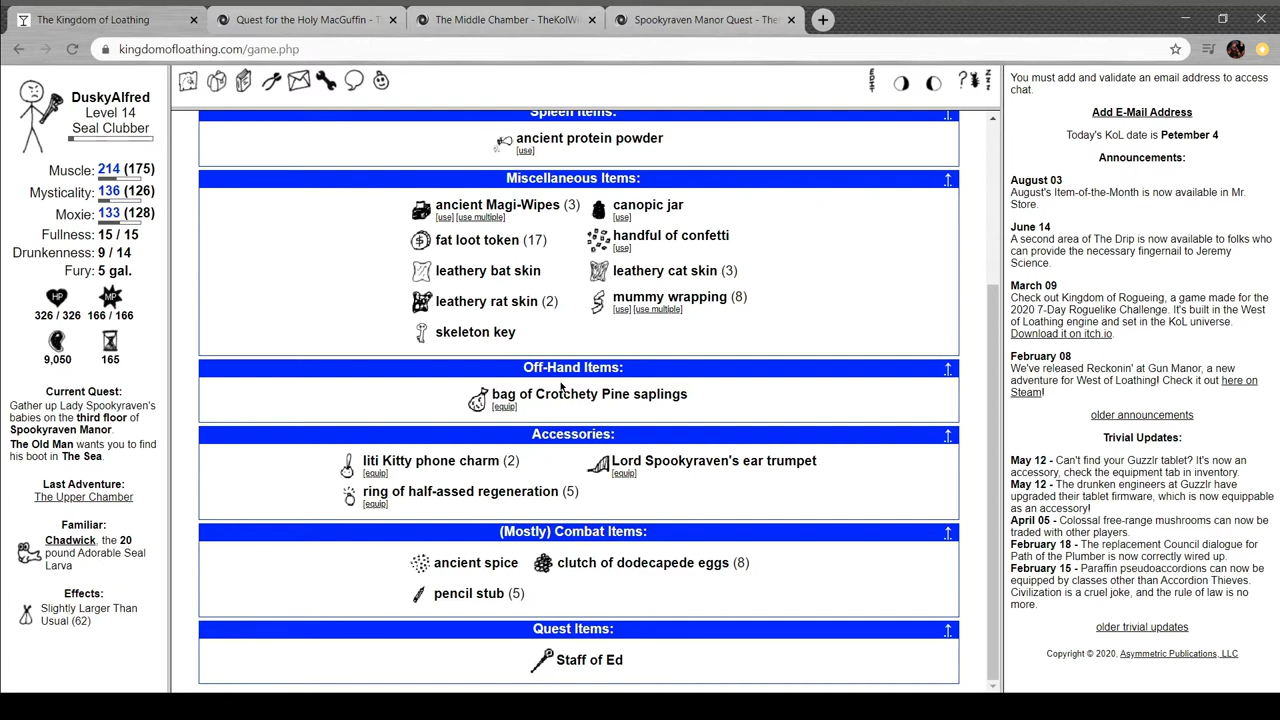 The Kingdom of Loathing
Quest for the Holy MacGuffin - T
The Middle Chamber - TheKolWi
Spookyraven Manor Quest - The
kingdomofloathing.com/game.php
DuskyAlfred
Level 14
Seal Clubber
Muscle: 214 (175)
Mysticality: 136 (126)
Moxie: 133 (128)
Fullness: 15 / 15
Drunkenness: 9 / 14
Fury: 5 gal.
HP
MP
326 / 326
166 / 166
9,050
165
Current Quest:
Gather up Lady Spookyraven's
babies on the third floor of
Spookyraven Manor.
The Old Man wants you to find
his boot in The Sea.
Last Adventure:
The Upper Chamber
Familiar:
Chadwick, the 20
pound Adorable Seal
Larva
Effects:
Slightly Larger Than
Usual (62)
Spleen Items:
ancient protein powder
[use]
Miscellaneous Items:
ancient Magi-Wipes (3)
[use] [use multiple]
canopic jar
[use]
fat loot token (17)
handful of confetti
[use]
leathery bat skin
leathery cat skin (3)
leathery rat skin (2)
mummy wrapping (8)
[use] [use multiple]
skeleton key
Off-Hand Items:
bag of Crotchety Pine saplings
[equip]
Accessories:
liti Kitty phone charm (2)
[equip]
Lord Spookyraven's ear trumpet
[equip]
ring of half-assed regeneration (5)
[equip]
(Mostly) Combat Items:
ancient spice
clutch of dodecapede eggs (8)
pencil stub (5)
Quest Items:
Staff of Ed
You must add and validate an email address to access
chat.
Add E-Mail Address
Today's KoL date is Petember 4
Announcements:
August 03
August's Item-of-the-Month is now available in Mr.
Store.
June 14
A second area of The Drip is now available to folks who
can provide the necessary fingernail to Jeremy
Science.
March 09
Check out Kingdom of Rogueing, a game made for the
2020 7-Day Roguelike Challenge. It's built in the West
of Loathing engine and set in the KoL universe.
Download it on itch.io.
February 08
We've released Reckonin' at Gun Manor, a new
adventure for West of Loathing! Check it out here on
Steam!
older announcements
Trivial Updates:
May 12 - Can't find your Guzzlr tablet? It's now an
accessory, check the equipment tab in inventory.
May 12 - The drunken engineers at Guzzlr have
upgraded their tablet firmware, which is now equippable
as an accessory!
April 05 - Colossal free-range mushrooms can now be
traded with other players.
February 18 - The replacement Council dialogue for
Path of the Plumber is now correctly wired up.
February 15 - Paraffin pseudoaccordions can now be
equipped by classes other than Accordion Thieves.
Civilization is a cruel joke, and the rule of law is no
more.
older trivial updates
Copyright © 2020, Asymmetric Publications, LLC